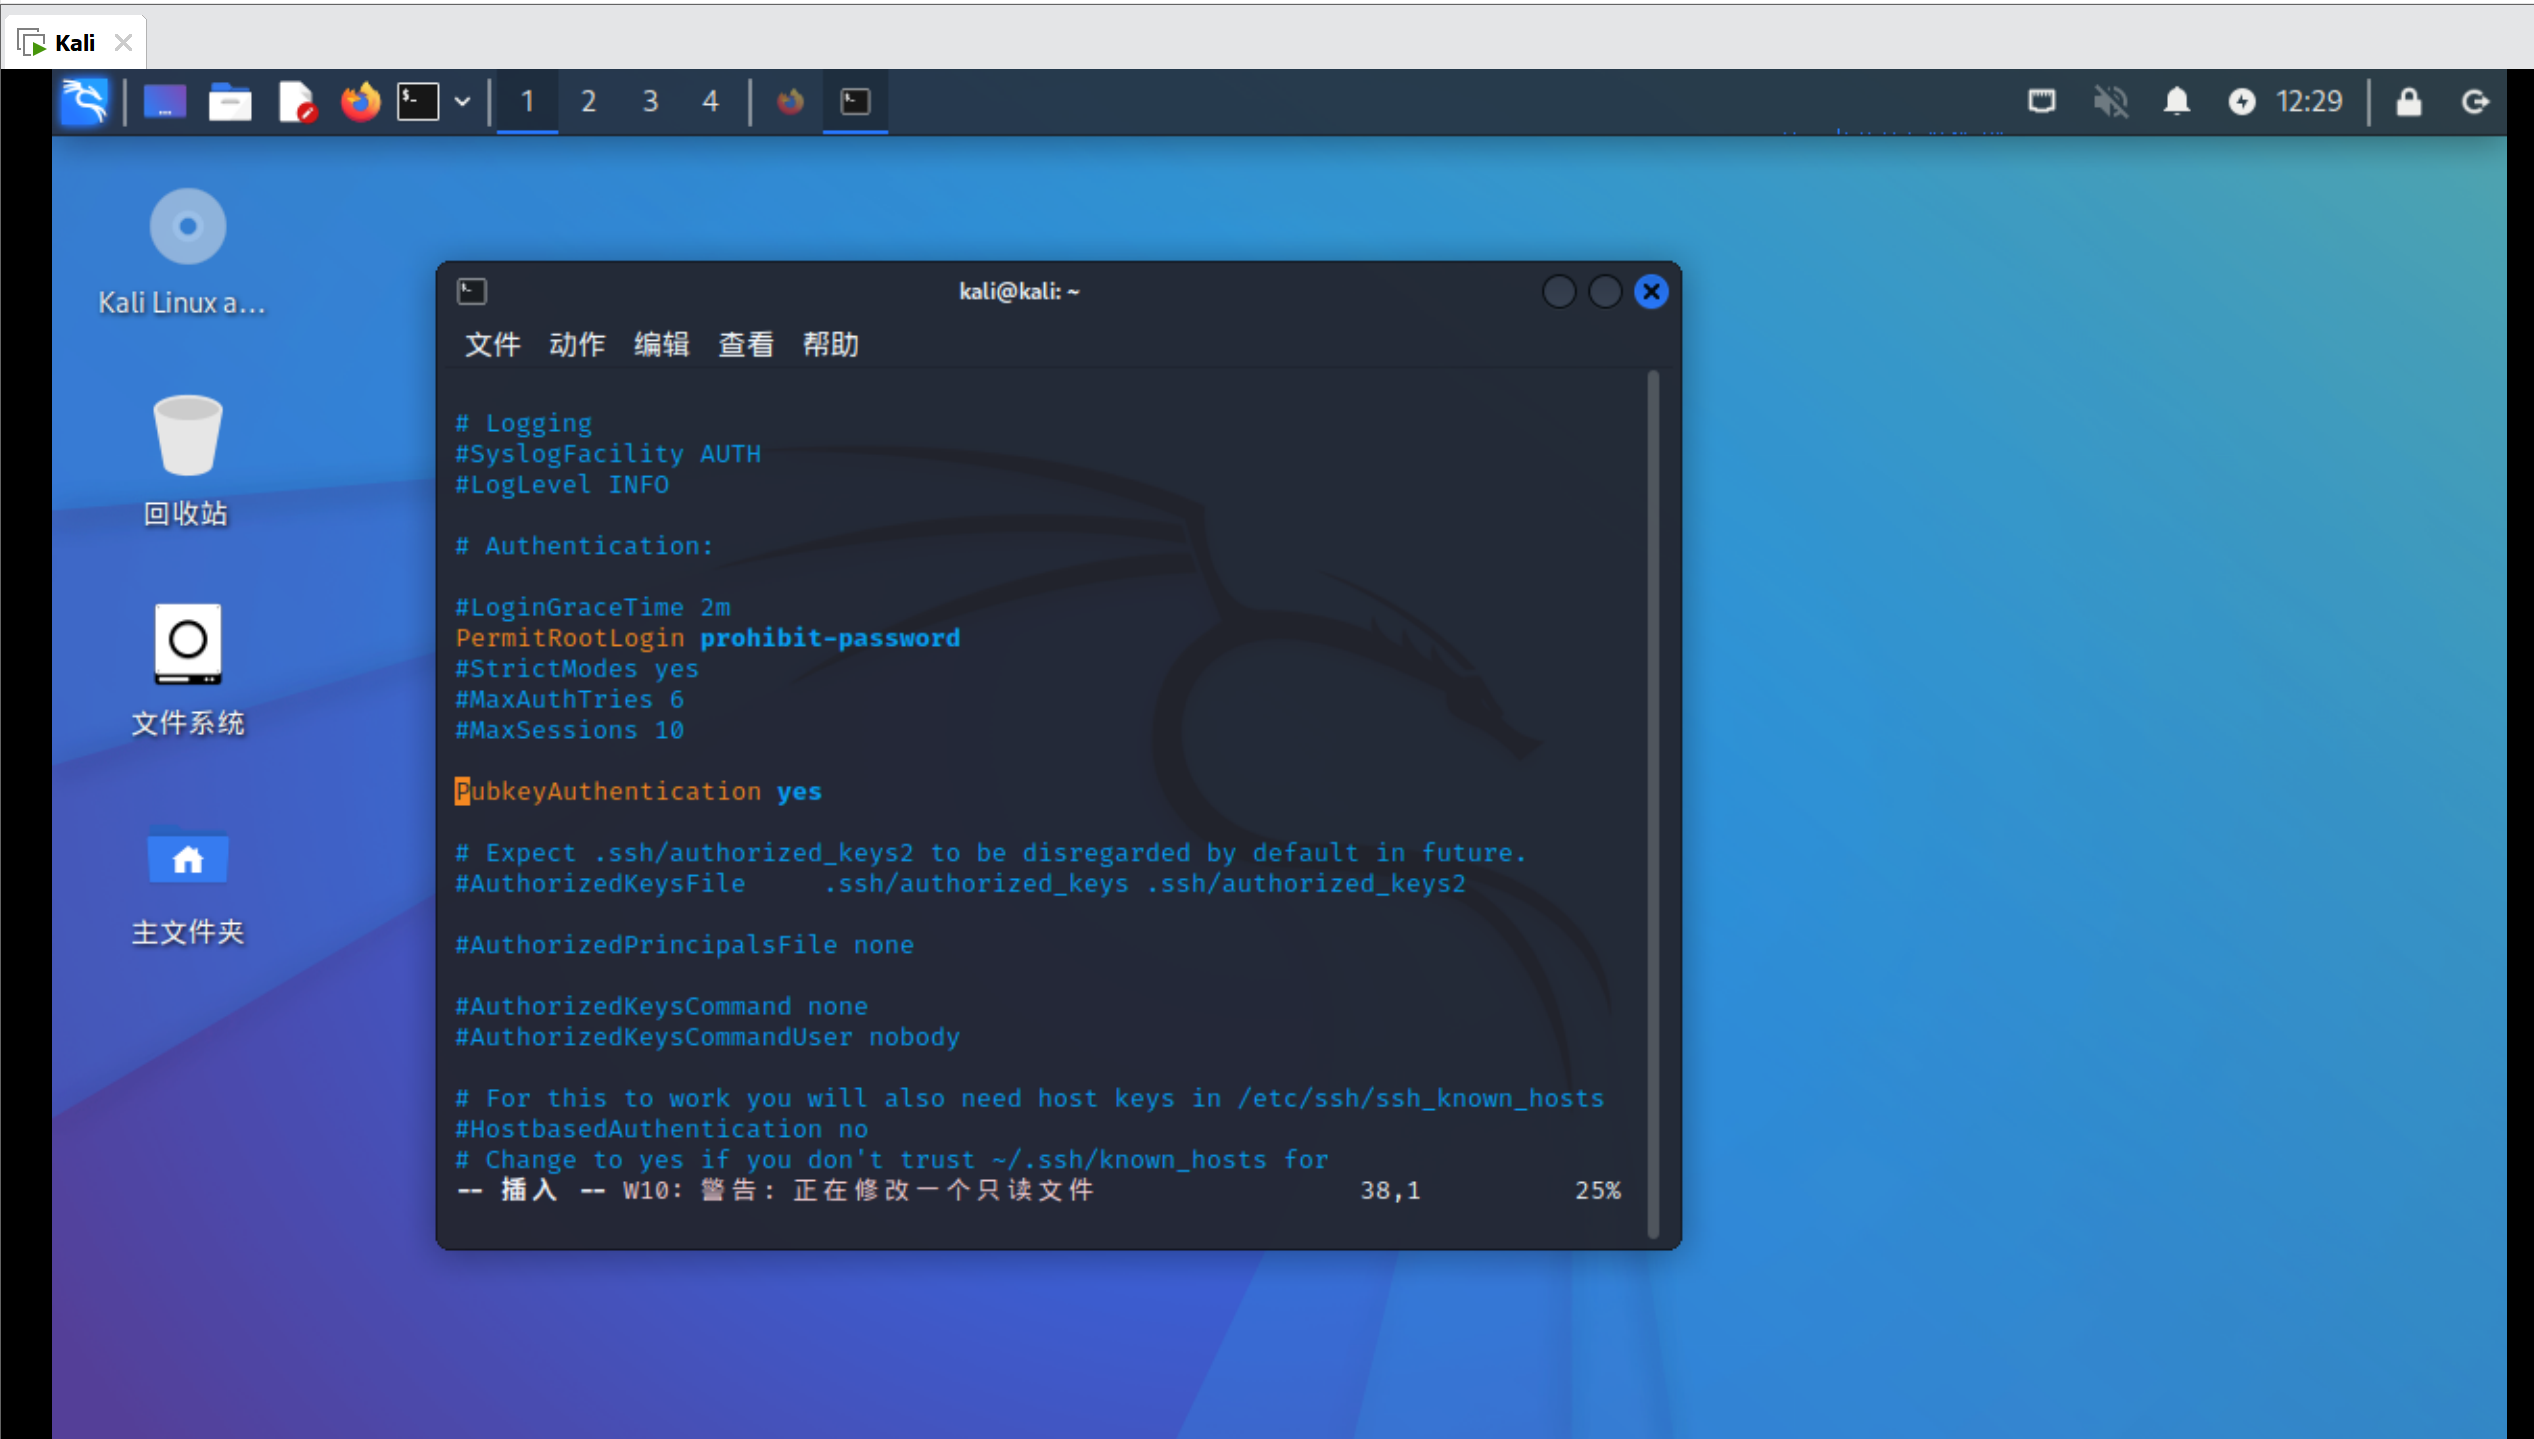 Kali
1 2 3 4
12:29
Kali Linux a...
回收站
文件系统
主文件夹
kali@kali: ~
文件 动作 编辑 查看 帮助
# Logging
#SyslogFacility AUTH
#LogLevel INFO
# Authentication:
#LoginGraceTime 2m
PermitRootLogin prohibit-password
#StrictModes yes
#MaxAuthTries 6
#MaxSessions 10
PubkeyAuthentication yes
# Expect .ssh/authorized_keys2 to be disregarded by default in future.
#AuthorizedKeysFile .ssh/authorized_keys .ssh/authorized_keys2
#AuthorizedPrincipalsFile none
#AuthorizedKeysCommand none
#AuthorizedKeysCommandUser nobody
# For this to work you will also need host keys in /etc/ssh/ssh_known_hosts
#HostbasedAuthentication no
# Change to yes if you don't trust ~/.ssh/known_hosts for
-- 插入 -- W10: 警告: 正在修改一个只读文件 38,1 25%